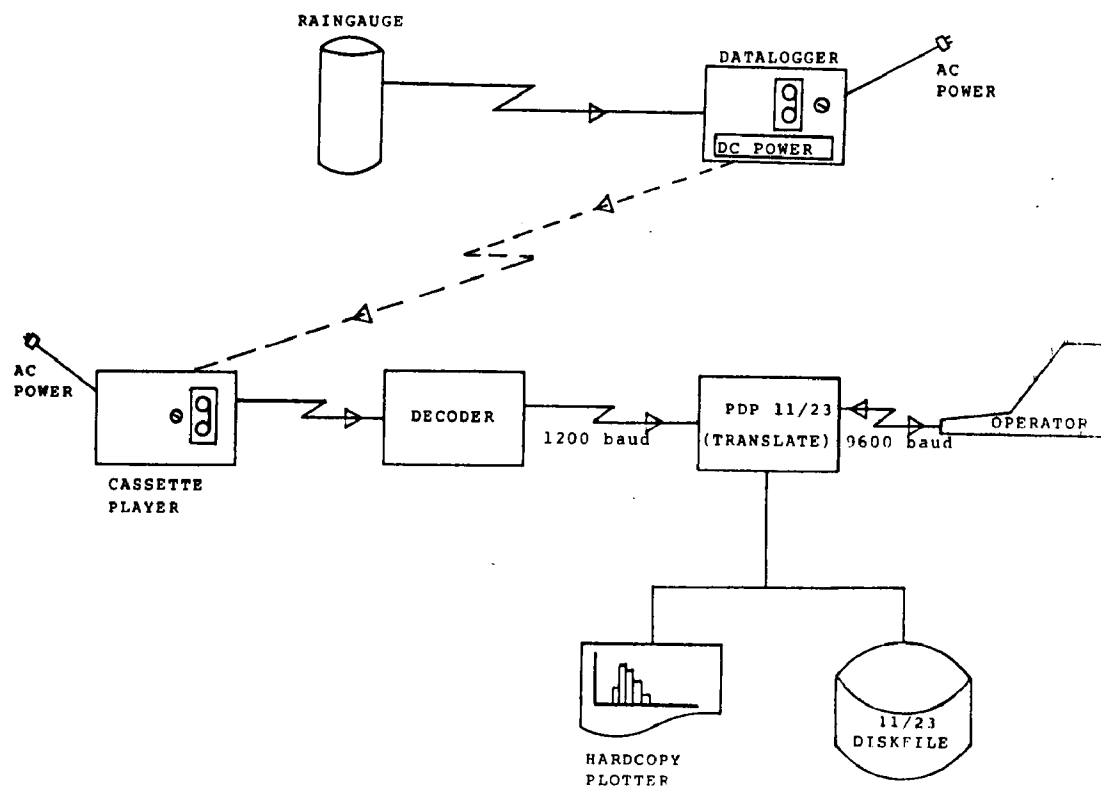 RAINGAUGE
DATALOGGER
AC
POWER
DC POWER
AC
POWER
CASSETTE
PLAYER
DECODER
1200 baud
PDP 11/23
(TRANSLATE)
9600 baud
OPERATOR
HARDCOPY
PLOTTER
11/23
DISKFILE